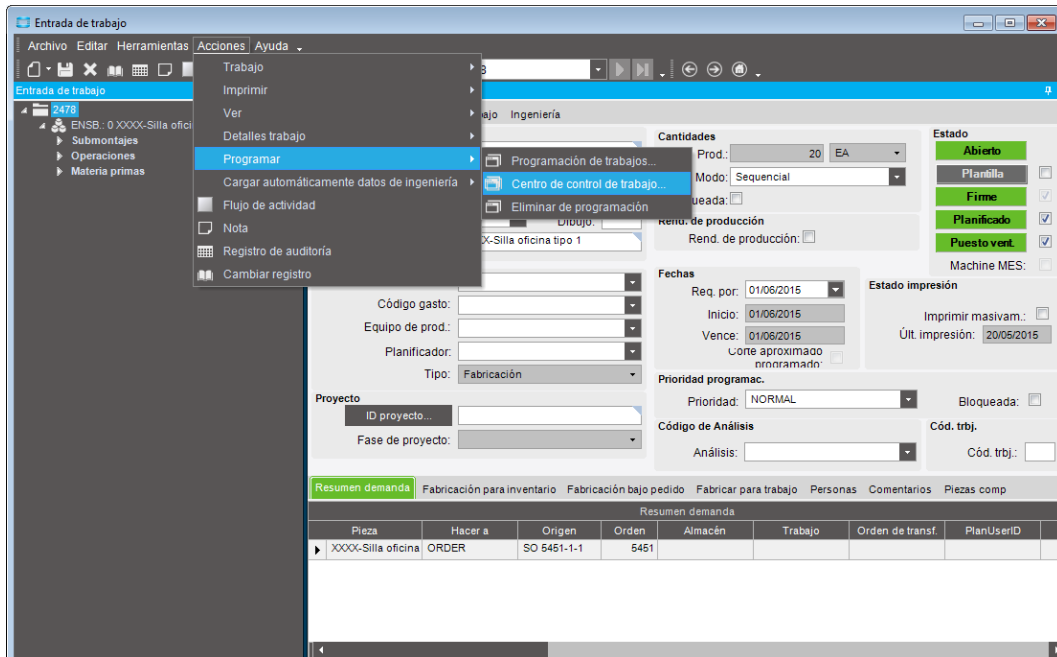 Entrada de trabajo
Archivo Editar Herramientas Acciones Ayuda
Entrada de trabajo
2478
ENSB.: 0 XXXX-Silla ofici
Submontajes
Operaciones
Materia primas
Trabajo
Imprimir
Ver
Detalles trabajo
Programar
Cargar automáticamente datos de ingeniería
Flujo de actividad
Nota
Registro de auditoría
Cambiar registro
Programación de trabajos...
Centro de control de trabajo...
Eliminar de programación
Ingeniería
Cantidades
Prod.: 20 EA
Modo: Sequencial
ueada:
Dibujo:
X-Silla oficina tipo 1
Rend. de producción
Rend. de producción:
Estado
Abierto
Plantilla
Firme
Planificado
Puesto vent.
Machine MES:
Código gasto:
Equipo de prod.:
Planificador:
Tipo: Fabricación
Fechas
Req. por: 01/06/2015
Inicio: 01/06/2015
Vence: 01/06/2015
Corte aproximado
programado:
Estado impresión
Imprimir masivam.:
Últ. impresión: 20/05/2015
Proyecto
ID proyecto...
Fase de proyecto:
Prioridad programac.
Prioridad: NORMAL
Bloqueada:
Código de Análisis
Análisis:
Cód. trbj.
Cód. trbj.:
Resumen demanda Fabricación para inventario Fabricación bajo pedido Fabricar para trabajo Personas Comentarios Piezas comp
Resumen demanda
Pieza Hacer a Origen Orden Almacén Trabajo Orden de transf. PlanUserID
XXXX-Silla oficina ORDER SO 5451-1-1 5451